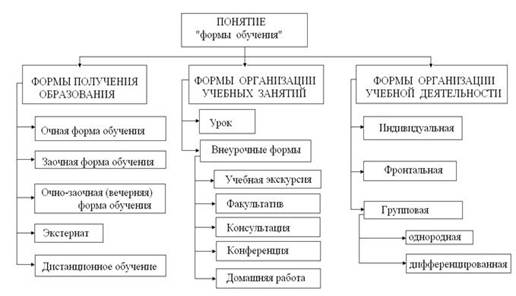 ПОНЯТИЕ
"формы обучения"
ФОРМЫ ПОЛУЧЕНИЯ
ОБРАЗОВАНИЯ
Очная форма обучения
Заочная форма обучения
Очно-заочная (вечерняя)
форма обучения
Экстернат
Дистанционное обучение
ФОРМЫ ОРГАНИЗАЦИИ
УЧЕБНЫХ ЗАНЯТИЙ
Урок
Внеурочные формы
Учебная экскурсия
Факультатив
Консультация
Конференция
Домашняя работа
ФОРМЫ ОРГАНИЗАЦИИ
УЧЕБНОЙ ДЕЯТЕЛЬНОСТИ
Индивидуальная
Фронтальная
Групповая
однородная
дифференцированная